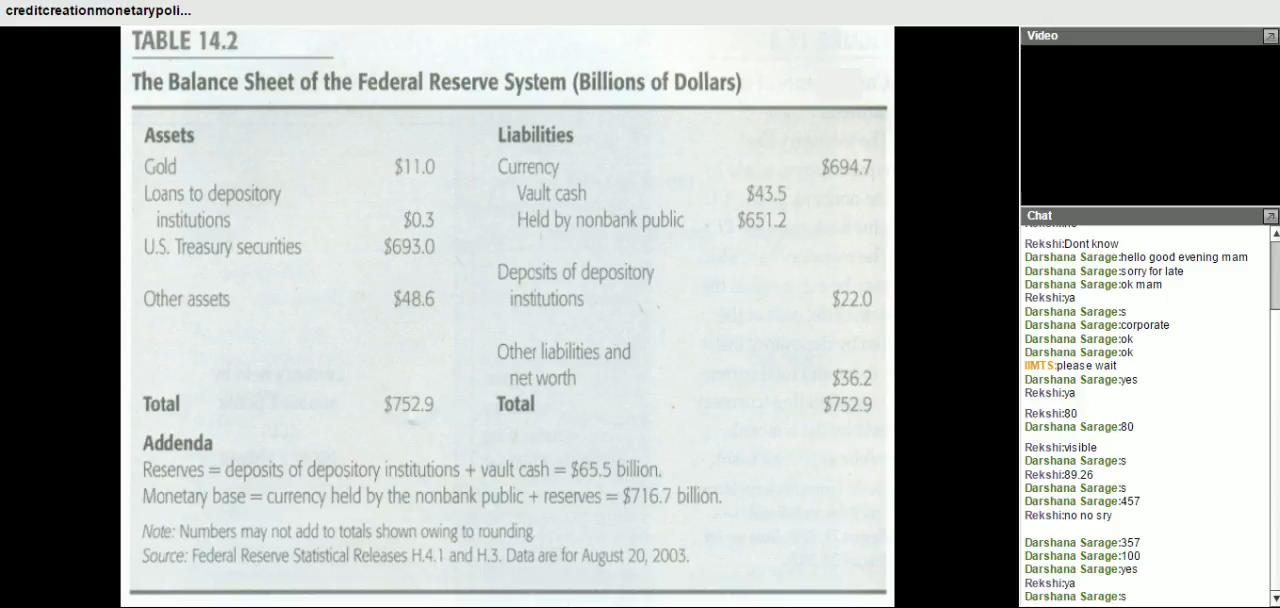 creditcreationmonetarypoli...
TABLE 14.2
The Balance Sheet of the Federal Reserve System (Billions of Dollars)
Assets Liabilities
Gold $11.0 Currency $694.7
Loans to depository Vault cash $43.5
institutions $0.3 Held by nonbank public $651.2
U.S. Treasury securities $693.0
Deposits of depository
Other assets $48.6 institutions $22.0
Other liabilities and
net worth $36.2
Total $752.9 Total $752.9
Addenda
Reserves = deposits of depository institutions + vault cash = $65.5 billion.
Monetary base = currency held by the nonbank public + reserves = $716.7 billion.
Note: Numbers may not add to totals shown owing to rounding.
Source: Federal Reserve Statistical Releases H.4.1 and H.3. Data are for August 20, 2003.
Video
Chat
Rekshi:Dont know
Darshana Sarage:hello good evening mam
Darshana Sarage:sorry for late
Darshana Sarage:ok mam
Rekshi:ya
Darshana Sarage:s
Darshana Sarage:corporate
Darshana Sarage:ok
Darshana Sarage:ok
IIMTS:please wait
Darshana Sarage:yes
Rekshi:ya
Rekshi:80
Darshana Sarage:80
Rekshi:visible
Darshana Sarage:s
Rekshi:89.26
Darshana Sarage:s
Darshana Sarage:457
Rekshi:no no sry
Darshana Sarage:357
Darshana Sarage:100
Darshana Sarage:yes
Rekshi:ya
Darshana Sarage:s